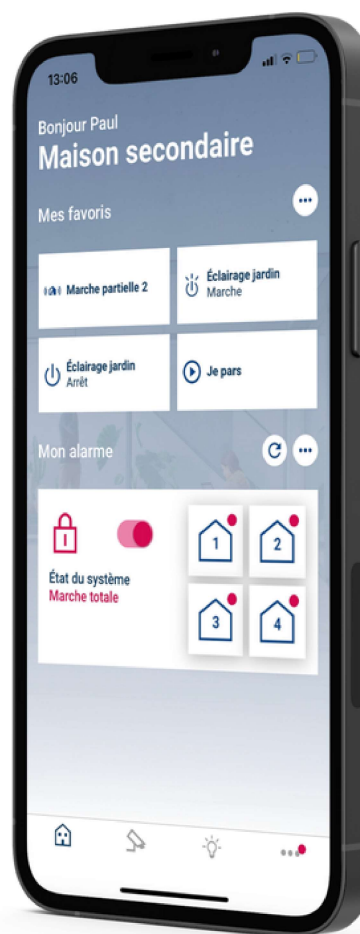 13:06
Bonjour Paul
Maison secondaire
Mes favoris
Marche partielle 2
Éclairage jardin
Marche
Éclairage jardin
Arrêt
Je pars
Mon alarme
État du système
Marche totale
1
2
3
4